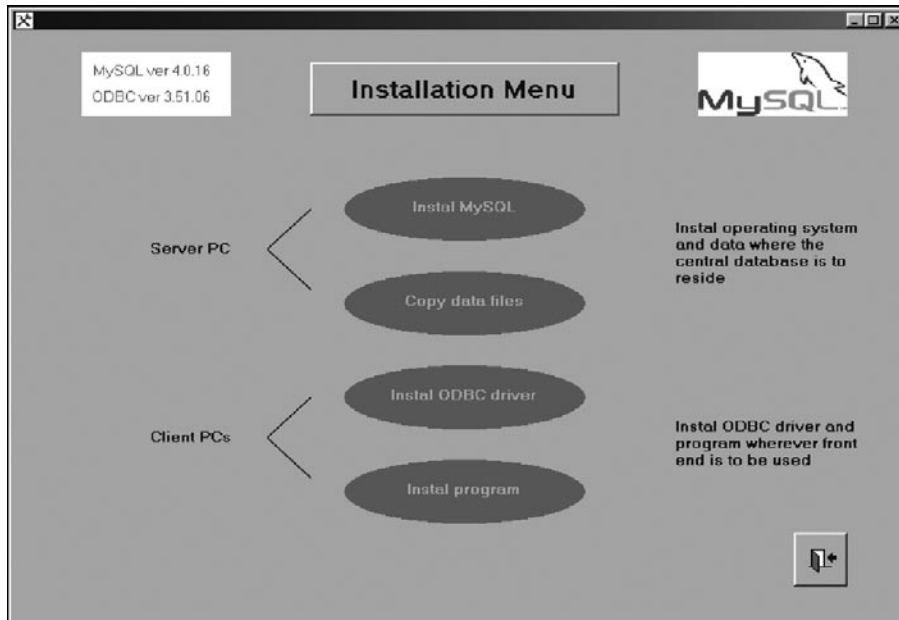 MySQL ver 4.0.16
ODBC ver 3.51.06
Installation Menu
MySQL
Server PC
Instal MySQL
Copy data files
Instal operating system
and data where the
central database is to
reside
Client PCs
Instal ODBC driver
Instal program
Instal ODBC driver and
program wherever front
end is to be used